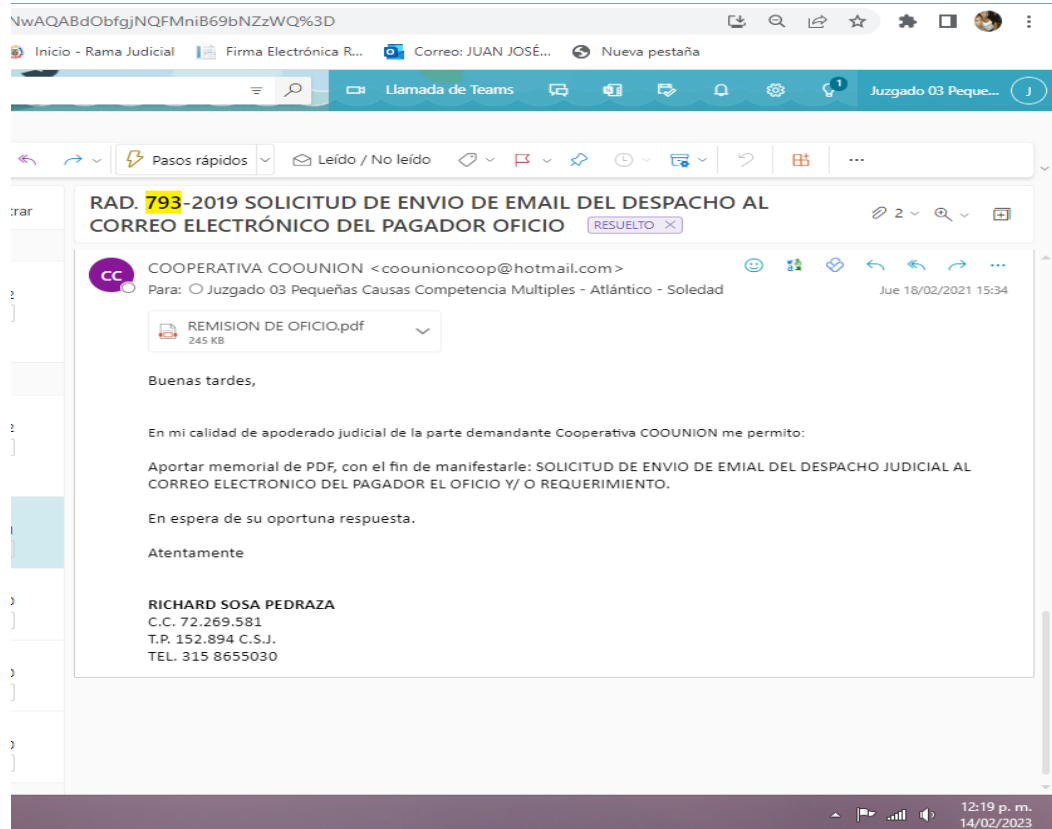 NwAQABdObfgjNQFMniB69bNZzWQ%3D
Inicio - Rama Judicial Firma Electrónica R... Correo: JUAN JOSÉ... Nueva pestaña
Llamada de Teams 1 Juzgado 03 Peque... J
Pasos rápidos Leído / No leído
trar
RAD. 793-2019 SOLICITUD DE ENVIO DE EMAIL DEL DESPACHO AL
CORREO ELECTRÓNICO DEL PAGADOR OFICIO RESUELTO
2
CC
COOPERATIVA COOUNION <coounioncoop@hotmail.com>
Para: Juzgado 03 Pequeñas Causas Competencia Multiples - Atlántico - Soledad Jue 18/02/2021 15:34
REMISION DE OFICIO.pdf
245 KB
Buenas tardes,
En mi calidad de apoderado judicial de la parte demandante Cooperativa COOUNION me permito:
Aportar memorial de PDF, con el fin de manifestarle: SOLICITUD DE ENVIO DE EMIAL DEL DESPACHO JUDICIAL AL
CORREO ELECTRONICO DEL PAGADOR EL OFICIO Y/ O REQUERIMIENTO.
En espera de su oportuna respuesta.
Atentamente
RICHARD SOSA PEDRAZA
C.C. 72.269.581
T.P. 152.894 C.S.J.
TEL. 315 8655030
12:19 p. m.
14/02/2023